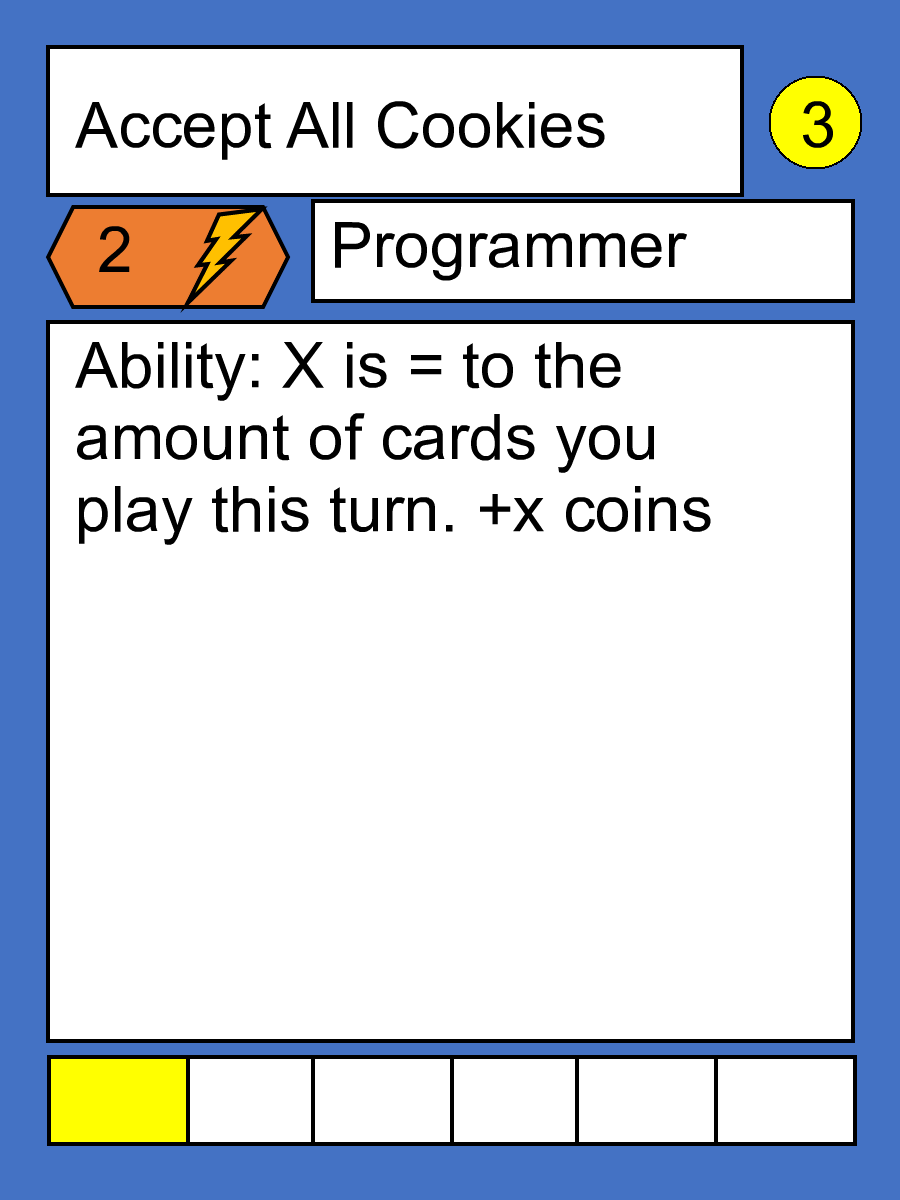 Accept All Cookies
3
2
Programmer
Ability: X is = to the
amount of cards you
play this turn. +x coins